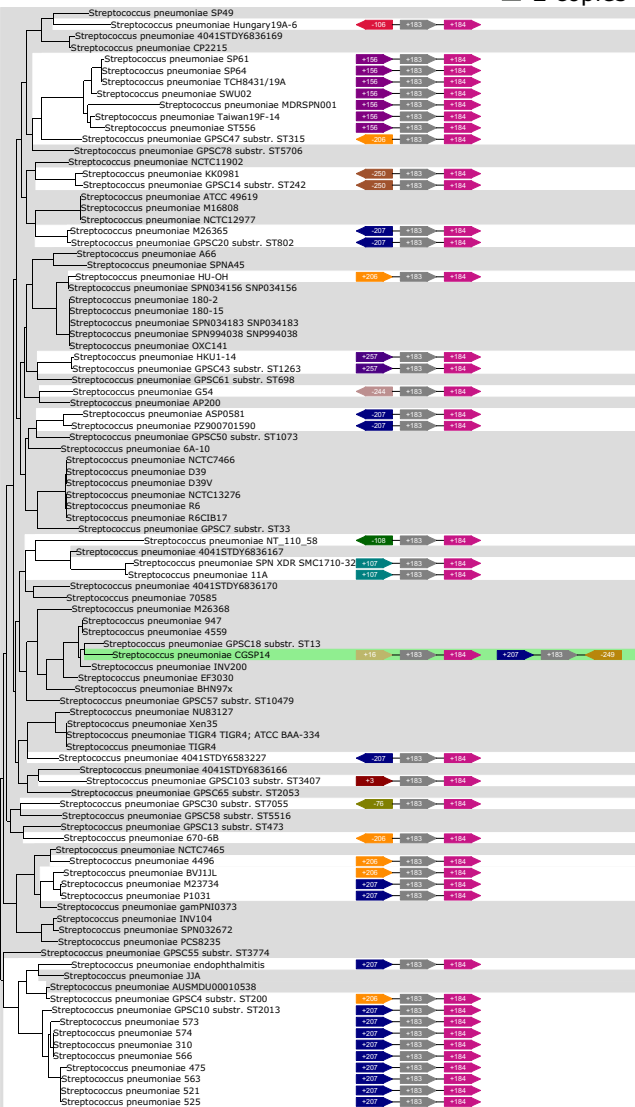 2 copies
Streptococcus pneumoniae SP49
Streptococcus pneumoniae Hungary19A-6 -106 +183 +184
Streptococcus pneumoniae 4041STDY6836169
Streptococcus pneumoniae CP2215
Streptococcus pneumoniae SP61 +156 +183 +184
Streptococcus pneumoniae SP64 +156 +183 +184
Streptococcus pneumoniae TCH8431/19A +156 +183 +184
Streptococcus pneumoniae SWU02 +156 +183 +184
Streptococcus pneumoniae MDRSPN001 +156 +183 +184
Streptococcus pneumoniae Taiwan19F-14 +156 +183 +184
Streptococcus pneumoniae ST556 +156 +183 +184
Streptococcus pneumoniae GPSC47 substr. ST315 -206 +183 +184
Streptococcus pneumoniae GPSC78 substr. ST5706
Streptococcus pneumoniae NCTC11902
Streptococcus pneumoniae KK0981 -250 +183 +184
Streptococcus pneumoniae GPSC14 substr. ST242 -250 +183 +184
Streptococcus pneumoniae ATCC 49619
Streptococcus pneumoniae M16808
Streptococcus pneumoniae NCTC12977
Streptococcus pneumoniae M26365 -207 +183 +184
Streptococcus pneumoniae GPSC20 substr. ST802 -207 +183 +184
Streptococcus pneumoniae A66
Streptococcus pneumoniae SPNA45
Streptococcus pneumoniae HU-OH +206 +183 +184
Streptococcus pneumoniae SPN034156 SNP034156
Streptococcus pneumoniae 180-2
Streptococcus pneumoniae 180-15
Streptococcus pneumoniae SPN034183 SNP034183
Streptococcus pneumoniae SPN994038 SNP994038
Streptococcus pneumoniae OXC141
Streptococcus pneumoniae HKU1-14 +257 +183 +184
Streptococcus pneumoniae GPSC43 substr. ST1263 +257 +183 +184
Streptococcus pneumoniae GPSC61 substr. ST698
Streptococcus pneumoniae G54 -244 +183 +184
Streptococcus pneumoniae AP200
Streptococcus pneumoniae ASP0581 -207 +183 +184
Streptococcus pneumoniae PZ900701590 -207 +183 +184
Streptococcus pneumoniae GPSC50 substr. ST1073
Streptococcus pneumoniae 6A-10
Streptococcus pneumoniae NCTC7466
Streptococcus pneumoniae D39
Streptococcus pneumoniae D39V
Streptococcus pneumoniae NCTC13276
Streptococcus pneumoniae R6
Streptococcus pneumoniae R6CIB17
Streptococcus pneumoniae GPSC7 substr. ST33
Streptococcus pneumoniae NT_110_58 -108 +183 +184
Streptococcus pneumoniae 4041STDY6836167
Streptococcus pneumoniae SPN XDR SMC1710-32 +107 +183 +184
Streptococcus pneumoniae 11A +107 +183 +184
Streptococcus pneumoniae 4041STDY6836170
Streptococcus pneumoniae 70585
Streptococcus pneumoniae M26368
Streptococcus pneumoniae 947
Streptococcus pneumoniae 4559
Streptococcus pneumoniae GPSC18 substr. ST13
Streptococcus pneumoniae CGSP14 +16 +183 +184 +207 +183 -249
Streptococcus pneumoniae INV200
Streptococcus pneumoniae EF3030
Streptococcus pneumoniae BHN97x
Streptococcus pneumoniae GPSC57 substr. ST10479
Streptococcus pneumoniae NU83127
Streptococcus pneumoniae Xen35
Streptococcus pneumoniae TIGR4 TIGR4; ATCC BAA-334
Streptococcus pneumoniae TIGR4
Streptococcus pneumoniae 4041STDY6583227 -207 +183 +184
Streptococcus pneumoniae 4041STDY6836166
Streptococcus pneumoniae GPSC103 substr. ST3407 +3 +183 +184
Streptococcus pneumoniae GPSC65 substr. ST2053
Streptococcus pneumoniae GPSC30 substr. ST7055 -76 +183 +184
Streptococcus pneumoniae GPSC58 substr. ST5516
Streptococcus pneumoniae GPSC13 substr. ST473
Streptococcus pneumoniae 670-6B -206 +183 +184
Streptococcus pneumoniae NCTC7465
Streptococcus pneumoniae 4496 +206 +183 +184
Streptococcus pneumoniae BVJ1JL +206 +183 +184
Streptococcus pneumoniae M23734 +207 +183 +184
Streptococcus pneumoniae P1031 +207 +183 +184
Streptococcus pneumoniae gamPNI0373
Streptococcus pneumoniae INV104
Streptococcus pneumoniae SPN032672
Streptococcus pneumoniae PCS8235
Streptococcus pneumoniae GPSC55 substr. ST3774
Streptococcus pneumoniae endophthalmitis +207 +183 +184
Streptococcus pneumoniae JJA
Streptococcus pneumoniae AUSMDU00010538
Streptococcus pneumoniae GPSC4 substr. ST200 +206 +183 +184
Streptococcus pneumoniae GPSC10 substr. ST2013 +207 +183 +184
Streptococcus pneumoniae 573 +207 +183 +184
Streptococcus pneumoniae 574 +207 +183 +184
Streptococcus pneumoniae 310 +207 +183 +184
Streptococcus pneumoniae 566 +207 +183 +184
Streptococcus pneumoniae 475 +207 +183 +184
Streptococcus pneumoniae 563 +207 +183 +184
Streptococcus pneumoniae 521 +207 +183 +184
Streptococcus pneumoniae 525 +207 +183 +184